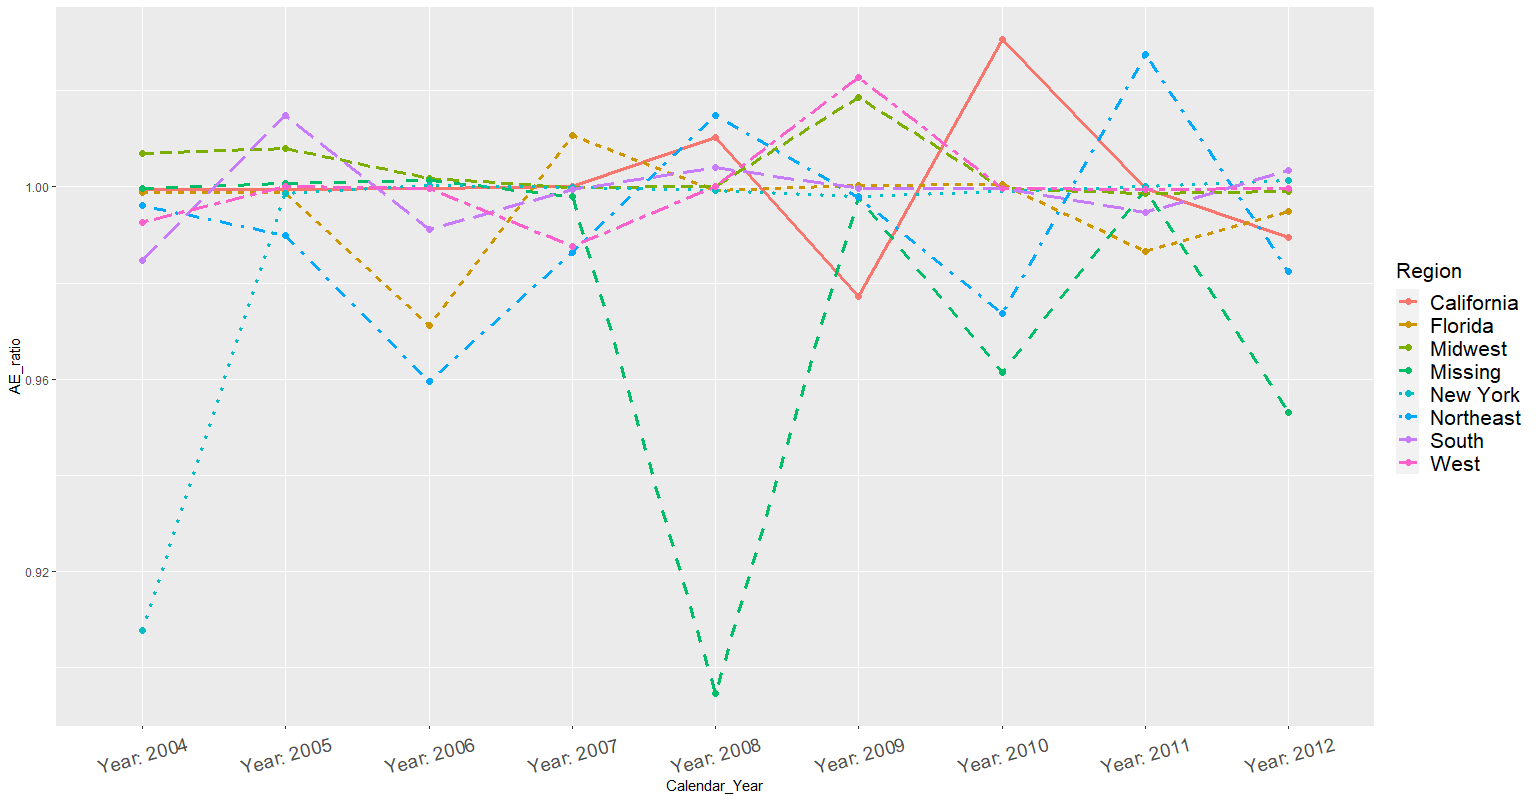 AE_ratio
1.00
0.96
0.92
Year: 2004
Year: 2005
Year: 2006
Year: 2007
Year: 2008
Year: 2009
Year: 2010
Year: 2011
Year: 2012
Calendar_Year
Region
California
Florida
Midwest
Missing
New York
Northeast
South
West